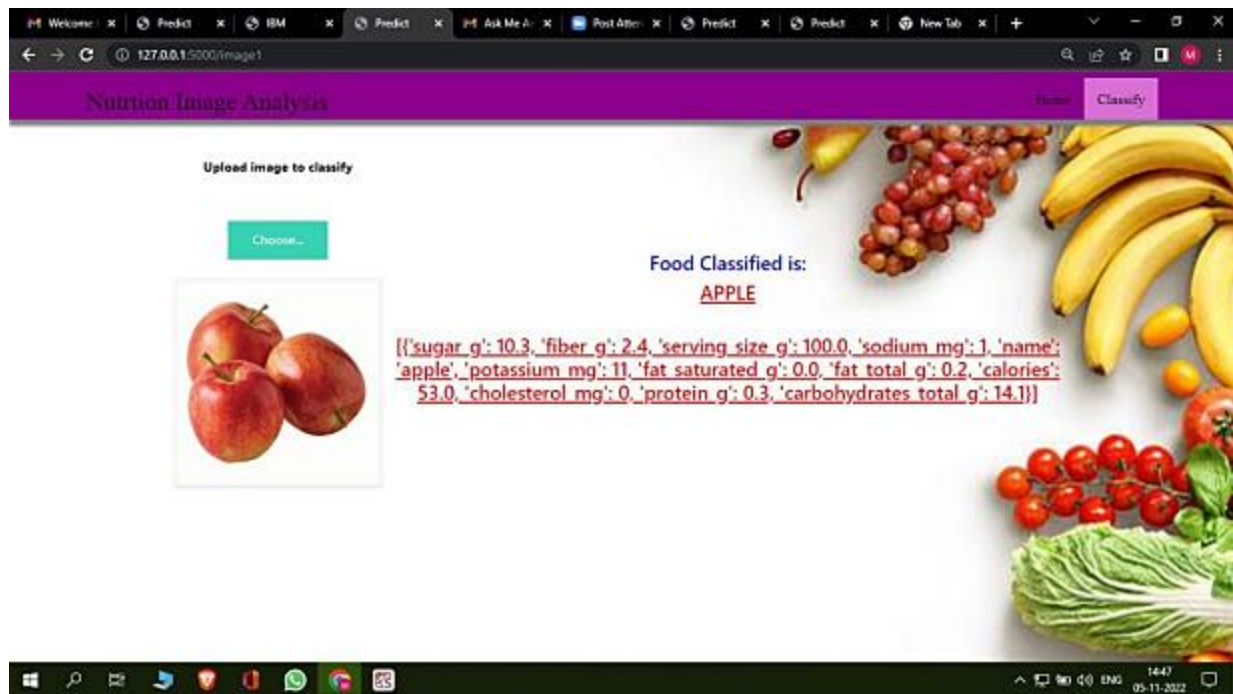 Welcome
Predict
IBM
Predict
Ask Me A
Post Atten
Predict
Predict
New Tab
127.0.0.1:5000/image1
M
Nutrtion Image Analysis
Home
Classify
Upload image to classify
Choose...
Food Classified is:
APPLE
[{'sugar_g': 10.3, 'fiber_g': 2.4, 'serving_size_g': 100.0, 'sodium_mg': 1, 'name':
'apple', 'potassium_mg': 11, 'fat_saturated_g': 0.0, 'fat_total_g': 0.2, 'calories':
53.0, 'cholesterol_mg': 0, 'protein_g': 0.3, 'carbohydrates_total_g': 14.1}]
ENG
14:47
05-11-2022